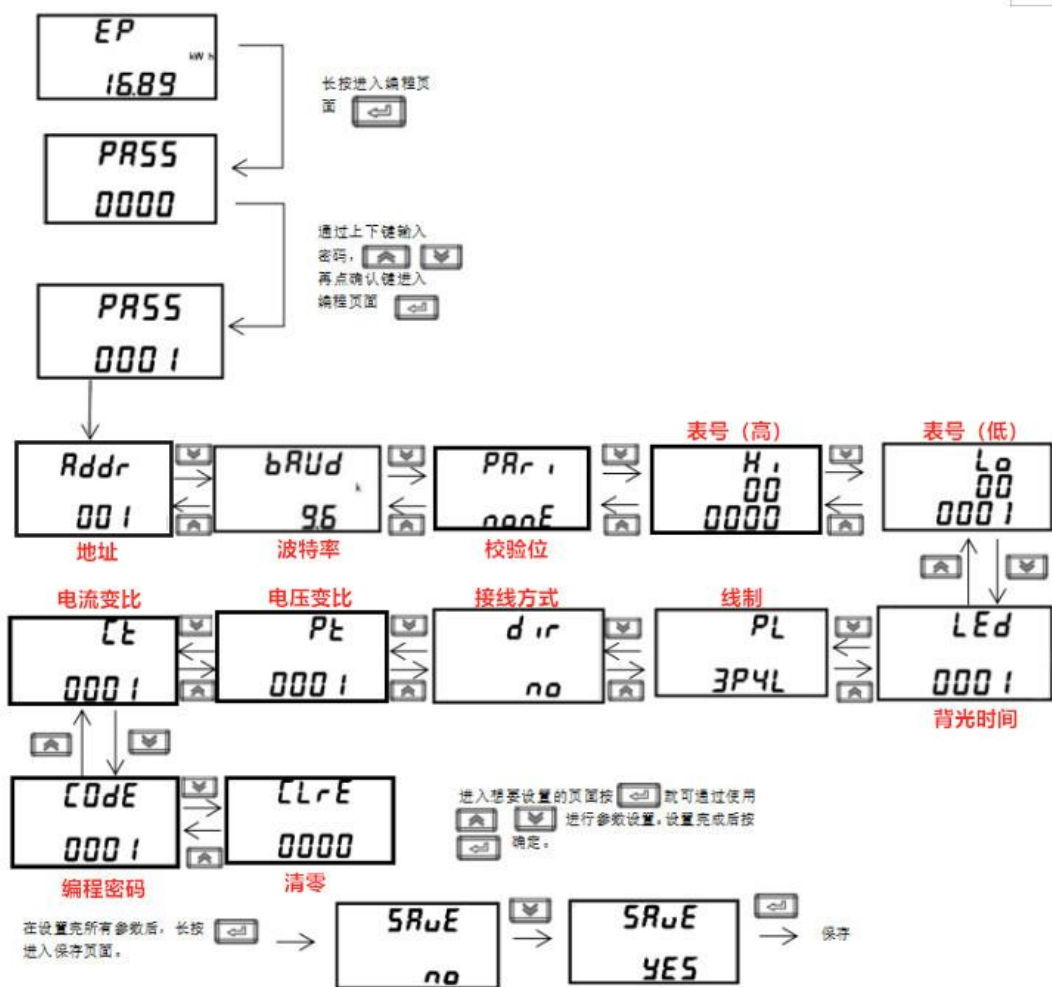 EP
kW h
16.89
长按进入编程页
面
PASS
0000
通过上下键输入
密码,
再点确认键进入
编程页面
PASS
0001
表号（高）
表号（低）
Addr
001
bAUd
k
9.6
PAri
nonE
Hi
00
0000
Lo
00
0001
地址
波特率
校验位
电流变比
电压变比
接线方式
线制
Ct
0001
Pt
0001
dir
no
PL
3P4L
LEd
0001
背光时间
CODE
0001
CLrE
0000
进入想要设置的页面按 就可通过使用
进行参数设置,设置完成后按
确定。
编程密码
清零
在设置完所有参数后，长按
进入保存页面。
SAvE
no
SAvE
YES
保存